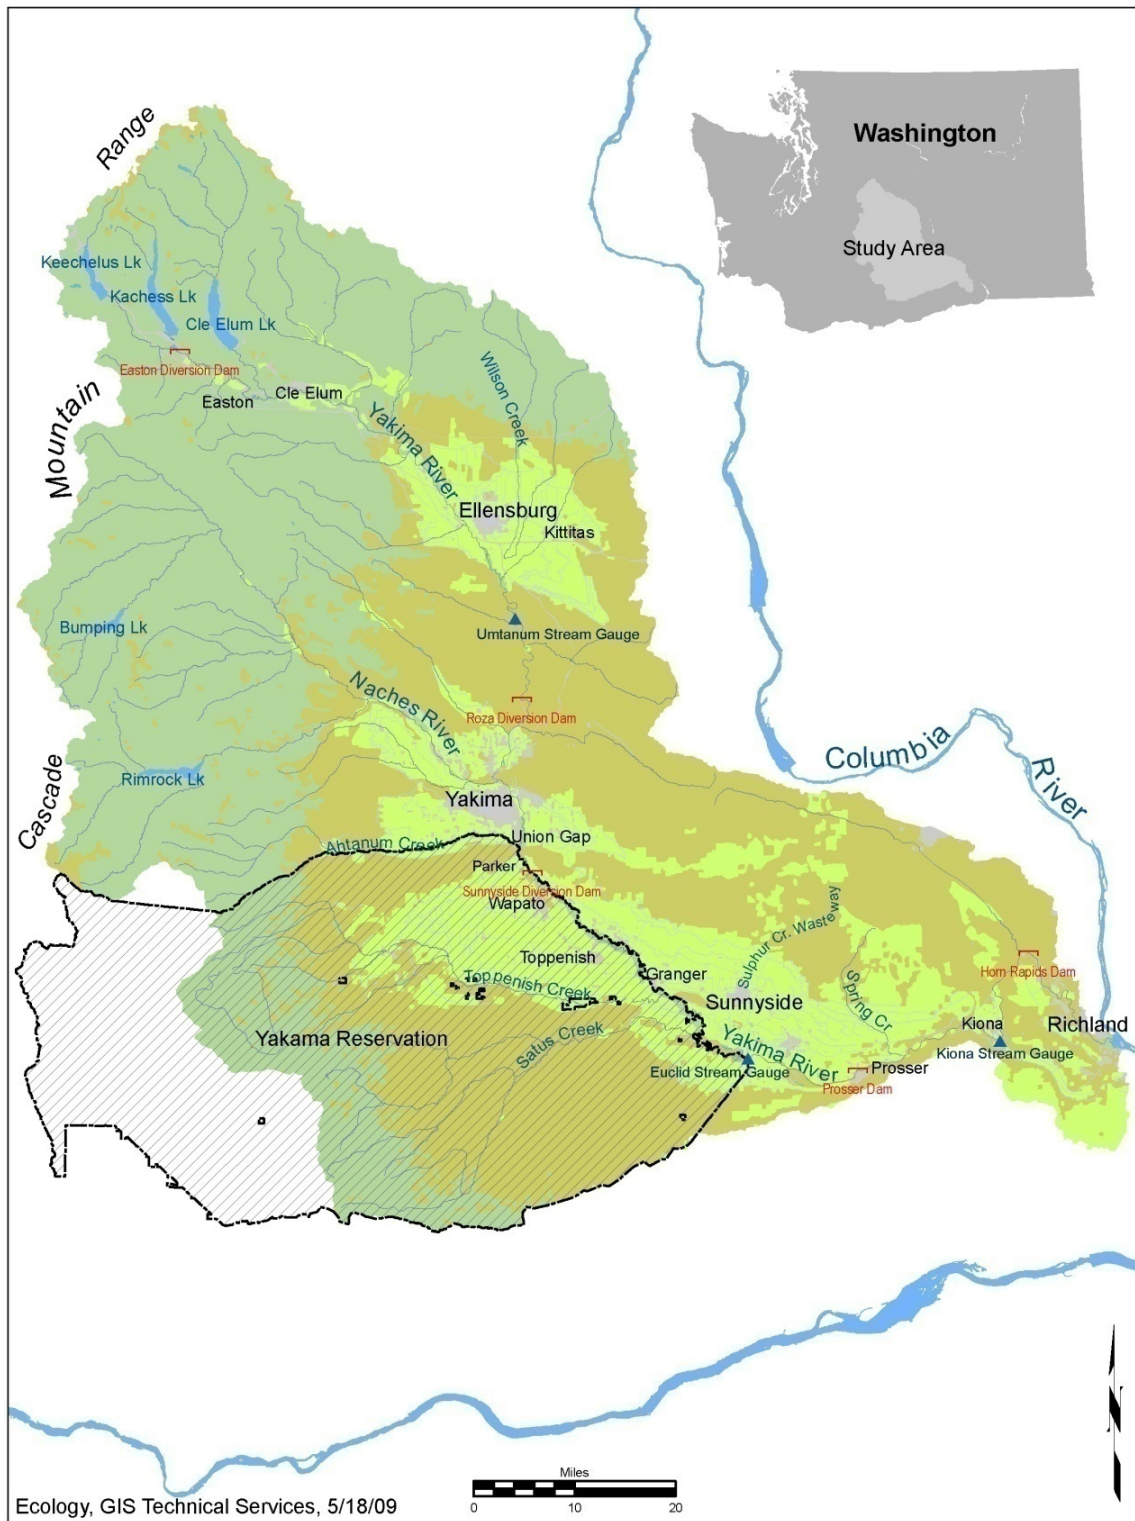 Range
Washington
Study Area
Keechelus Lk
Kachess Lk
Cle Elum Lk
Easton Diversion Dam
Easton
Cle Elum
Wilson Creek
Mountain
Yakima River
Ellensburg
Kittitas
Bumping Lk
Umtanum Stream Gauge
Naches River
Roza Diversion Dam
Columbia
River
Rimrock Lk
Cascade
Yakima
Ahtanum Creek
Union Gap
Parker
Sunnyside Diversion Dam
Wapato
Sulphur Cr. Wasteway
Toppenish
Granger
Toppenish Creek
Spring Cr
Horn Rapids Dam
Sunnyside
Yakama Reservation
Satus Creek
Kiona
Richland
Yakima River
Kiona Stream Gauge
Euclid Stream Gauge
Prosser
Prosser Dam
N
Miles
0 10 20
Ecology, GIS Technical Services, 5/18/09